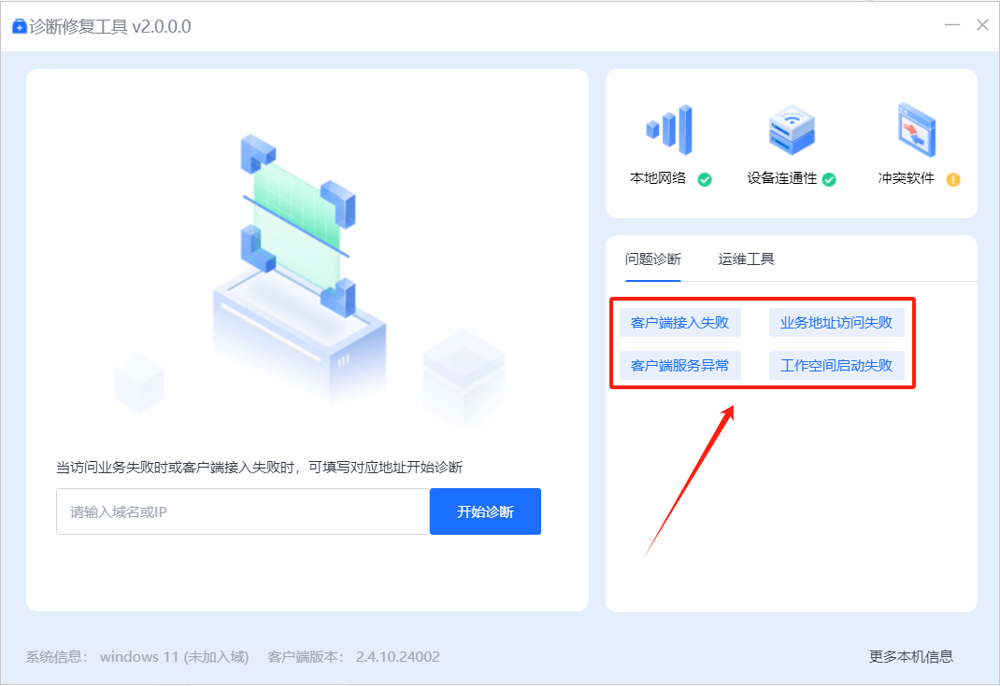 诊断修复工具 v2.0.0.0
本地网络
设备连通性
冲突软件
问题诊断
运维工具
客户端接入失败
业务地址访问失败
客户端服务异常
工作空间启动失败
当访问业务失败时或客户端接入失败时，可填写对应地址开始诊断
请输入域名或IP
开始诊断
系统信息： windows 11 (未加入域) 客户端版本： 2.4.10.24002
更多本机信息